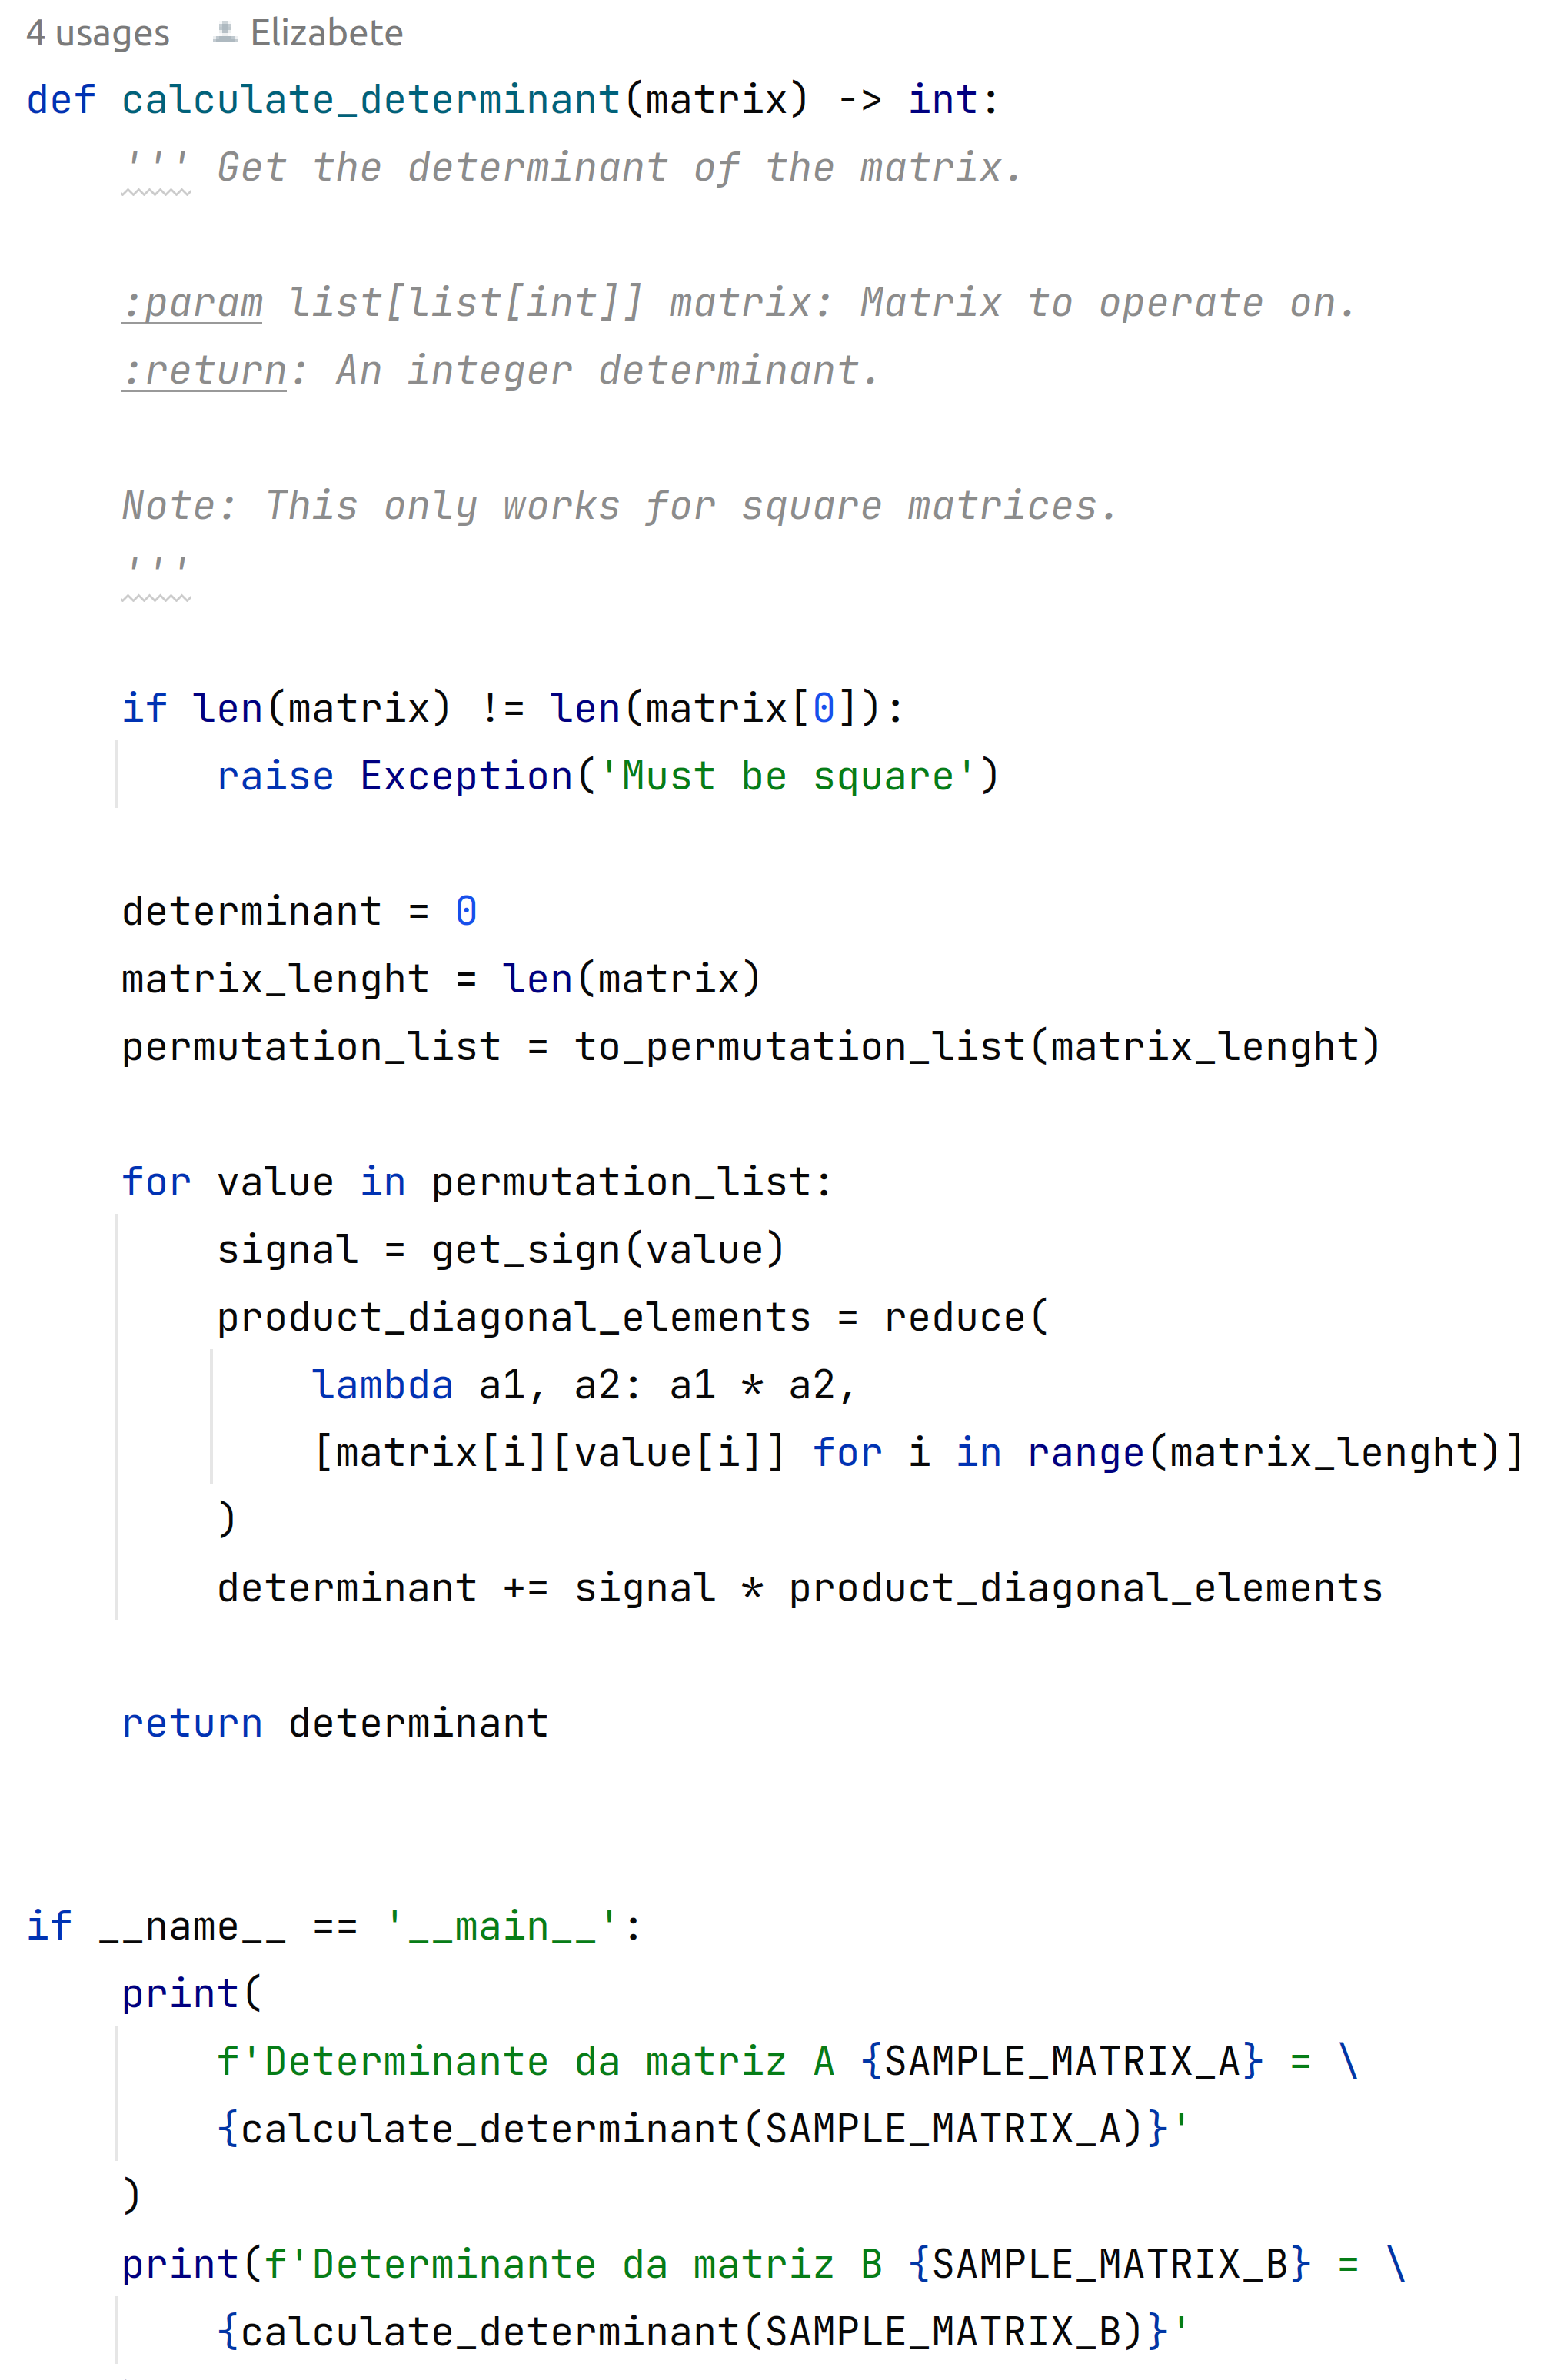 4 usages Elizabete
def calculate_determinant(matrix) -> int:
    ''' Get the determinant of the matrix.

    :param list[list[int]] matrix: Matrix to operate on.
    :return: An integer determinant.

    Note: This only works for square matrices.
    '''

    if len(matrix) != len(matrix[0]):
        raise Exception('Must be square')

    determinant = 0
    matrix_lenght = len(matrix)
    permutation_list = to_permutation_list(matrix_lenght)

    for value in permutation_list:
        signal = get_sign(value)
        product_diagonal_elements = reduce(
            lambda a1, a2: a1 * a2,
            [matrix[i][value[i]] for i in range(matrix_lenght)]
        )
        determinant += signal * product_diagonal_elements

    return determinant


if __name__ == '__main__':
    print(
        f'Determinante da matriz A {SAMPLE_MATRIX_A} = \
        {calculate_determinant(SAMPLE_MATRIX_A)}'
    )
    print(f'Determinante da matriz B {SAMPLE_MATRIX_B} = \
        {calculate_determinant(SAMPLE_MATRIX_B)}'